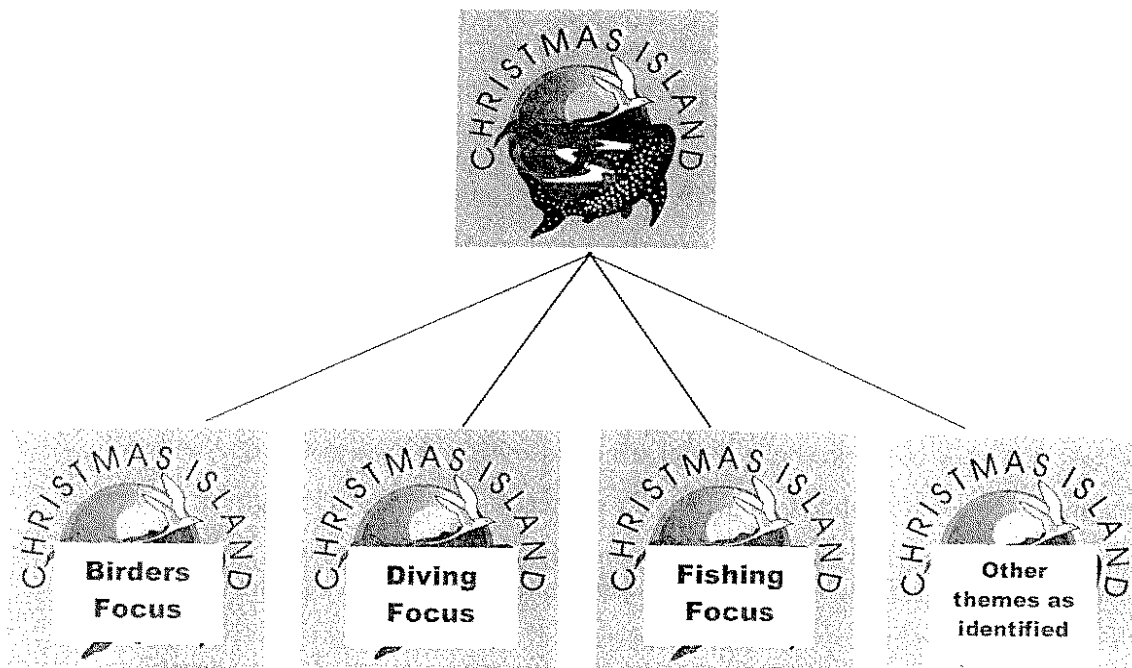 CHRISTMAS ISLAND
CHRISTMAS ISLAND
Birders
Focus
CHRISTMAS ISLAND
Diving
Focus
CHRISTMAS ISLAND
Fishing
Focus
CHRISTMAS ISLAND
Other
themes as
identified